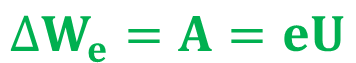 ΔWₑ = A = eU